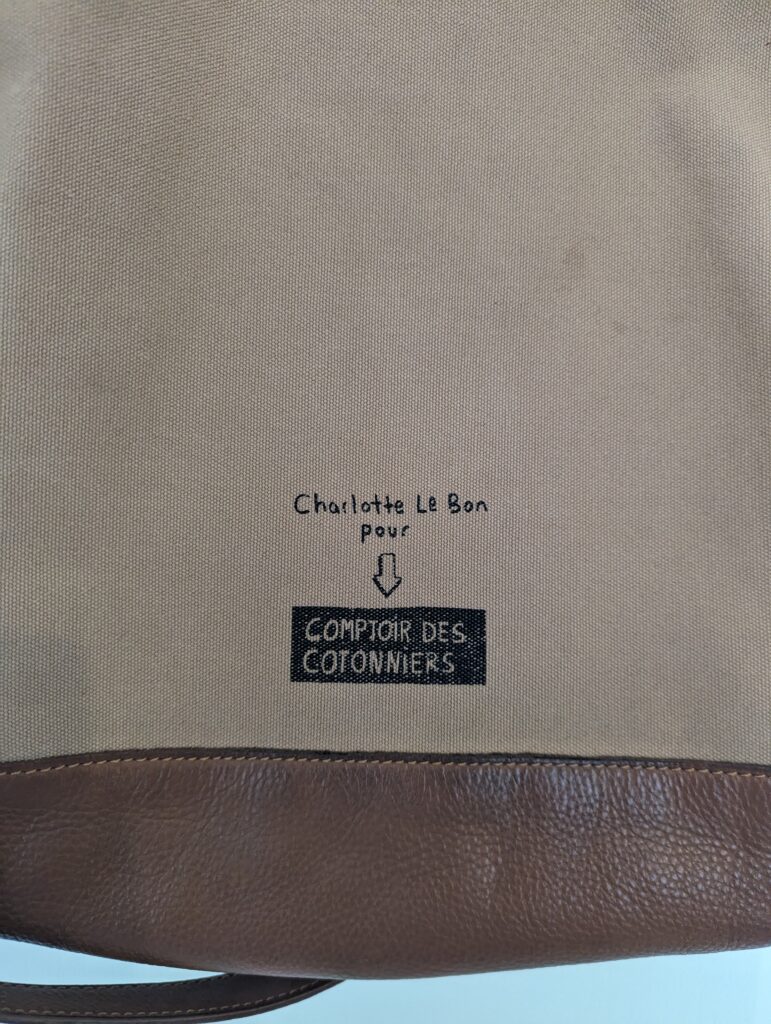 Charlotte Le Bon
pour
COMPTOIR DES
COTONNIERS